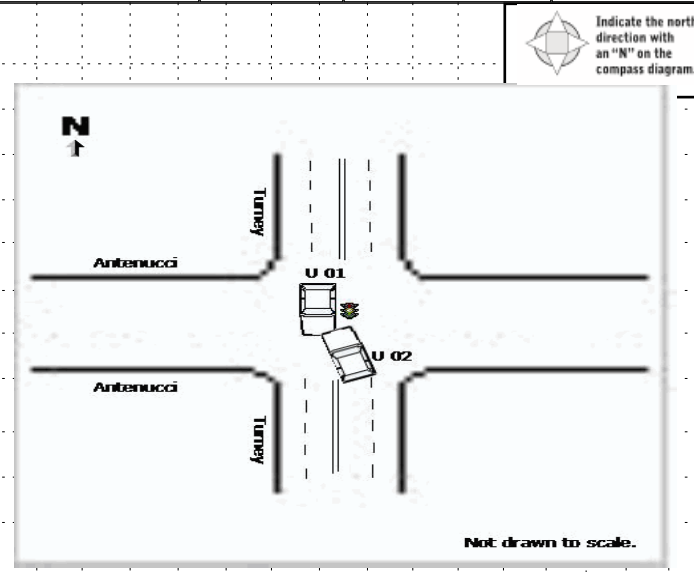 Indicate the north
direction with
an "N" on the
compass diagram.
N
Turney
Antenucci
U 01
U 02
Antenucci
Turney
Not drawn to scale.